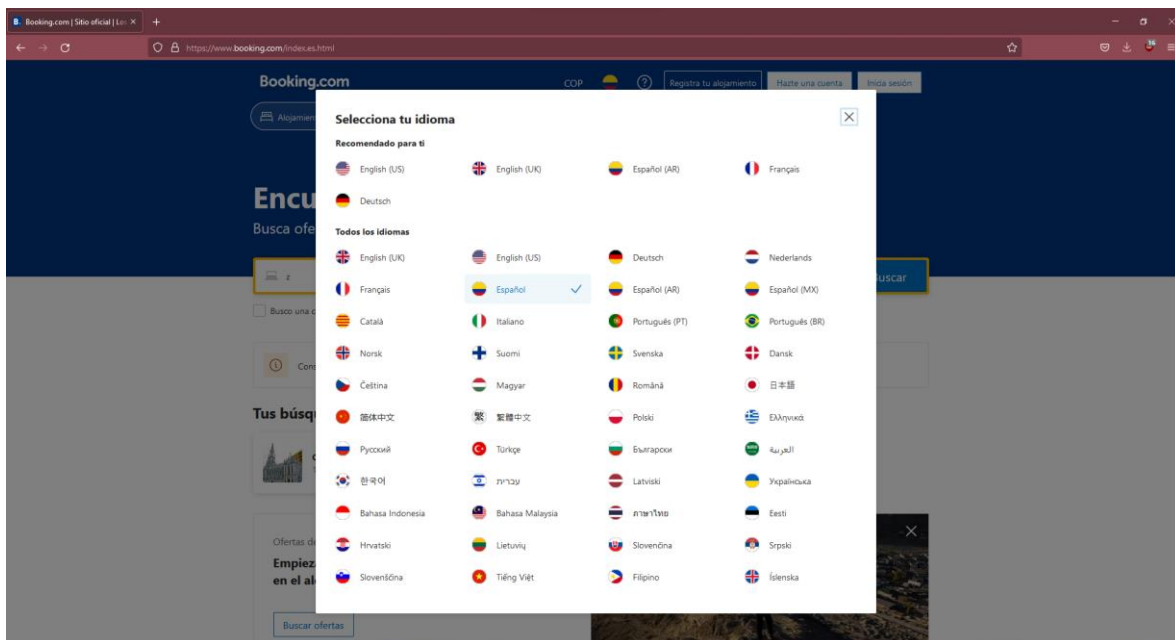 Booking.com | Sitio oficial | Los
https://www.booking.com/index.es.html
16
Booking.com
COP
Registra tu alojamiento
Hazte una cuenta
Inicia sesión
Selecciona tu idioma
Recomendado para ti
English (US) English (UK) Español (AR) Français
Deutsch
Todos los idiomas
English (UK) English (US) Deutsch Nederlands
Français Español Español (AR) Español (MX)
Català Italiano Português (PT) Português (BR)
Norsk Suomi Svenska Dansk
Čeština Magyar Română 日本語
简体中文 繁 繁體中文 Polski Ελληνικά
Русский Türkçe Български العربية
한국어 עברית Latviski Українська
Bahasa Indonesia Bahasa Malaysia ภาษาไทย Eesti
Hrvatski Lietuvių Slovenčina Srpski
Slovenščina Tiếng Việt Filipino Íslenska
Alojamien
Encu
Busca ofe
z
uscar
Busco una c
Cons
Tus búsqu
Ofertas de
Empiez
en el al
Buscar ofertas